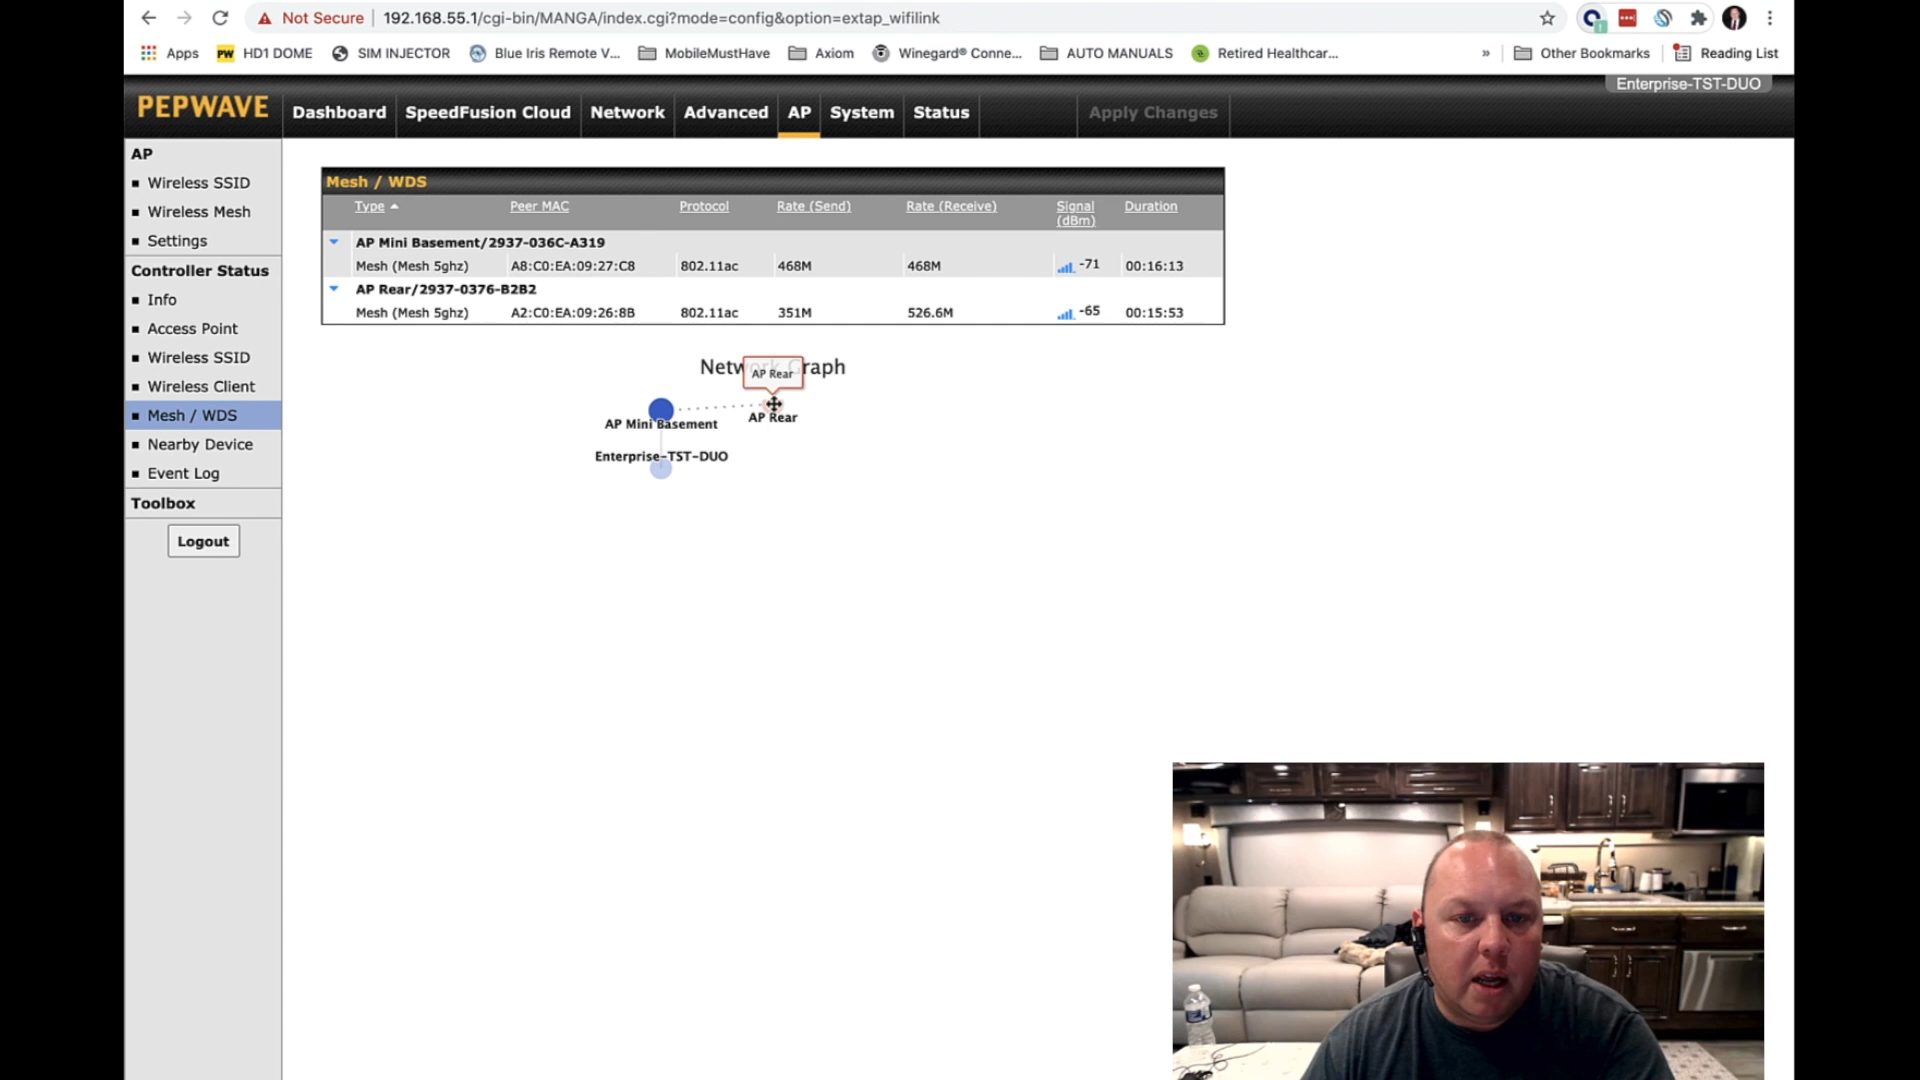 Not Secure
192.168.55.1/cgi-bin/MANGA/index.cgi?mode=config&option=extap_wifilink
Apps
PW
HD1 DOME
SIM INJECTOR
Blue Iris Remote V...
MobileMustHave
Axiom
Winegard® Conne...
AUTO MANUALS
Retired Healthcar...
»
Other Bookmarks
Reading List
Enterprise-TST-DUO
PEPWAVE
Dashboard
SpeedFusion Cloud
Network
Advanced
AP
System
Status
Apply Changes
AP
Wireless SSID
Wireless Mesh
Settings
Controller Status
Info
Access Point
Wireless SSID
Wireless Client
Mesh / WDS
Nearby Device
Event Log
Toolbox
Logout
Mesh / WDS
Type Peer MAC Protocol Rate (Send) Rate (Receive) Signal (dBm) Duration
AP Mini Basement/2937-036C-A319
Mesh (Mesh 5ghz) A8:C0:EA:09:27:C8 802.11ac 468M 468M -71 00:16:13
AP Rear/2937-0376-B2B2
Mesh (Mesh 5ghz) A2:C0:EA:09:26:8B 802.11ac 351M 526.6M -65 00:15:53
Network Graph
AP Rear
AP Rear
AP Mini Basement
Enterprise-TST-DUO